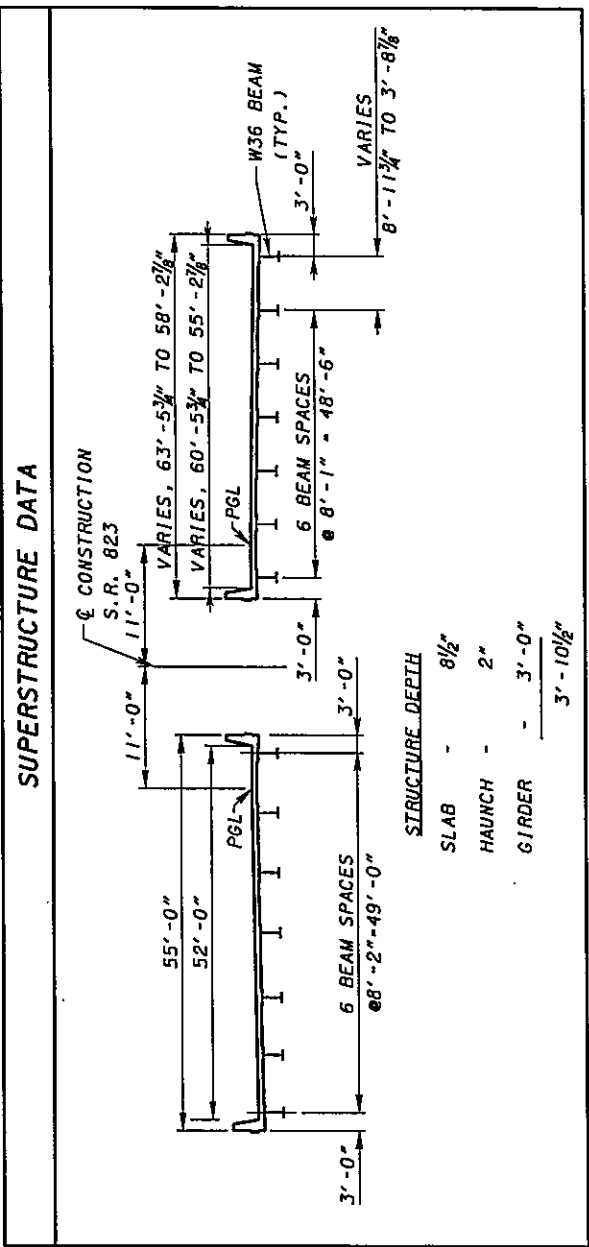 SUPERSTRUCTURE DATA
℄ CONSTRUCTION
S.R. 823
11'-0"
11'-0"
55'-0"
52'-0"
PGL
VARIES, 63'-5¾" TO 58'-2⅞"
VARIES, 60'-5¾" TO 55'-2⅞"
PGL
W36 BEAM
(TYP.)
3'-0"
6 BEAM SPACES
@8'-2"=49'-0"
3'-0"
3'-0"
3'-0"
6 BEAM SPACES
@ 8'-1" = 48'-6"
VARIES
8'-11¾" TO 3'-8⅞"
STRUCTURE DEPTH
SLAB - 8½"
HAUNCH - 2"
GIRDER - 3'-0"
3'-10½"